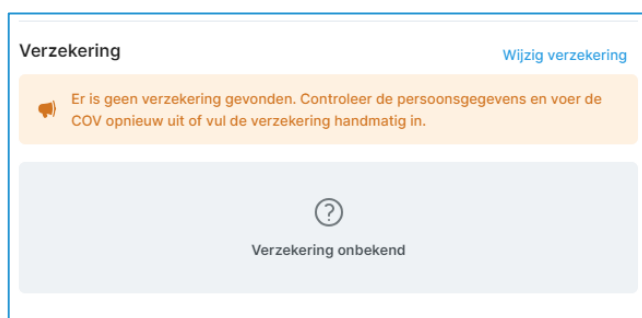 Verzekering
Wijzig verzekering
Er is geen verzekering gevonden. Controleer de persoonsgegevens en voer de
COV opnieuw uit of vul de verzekering handmatig in.
Verzekering onbekend